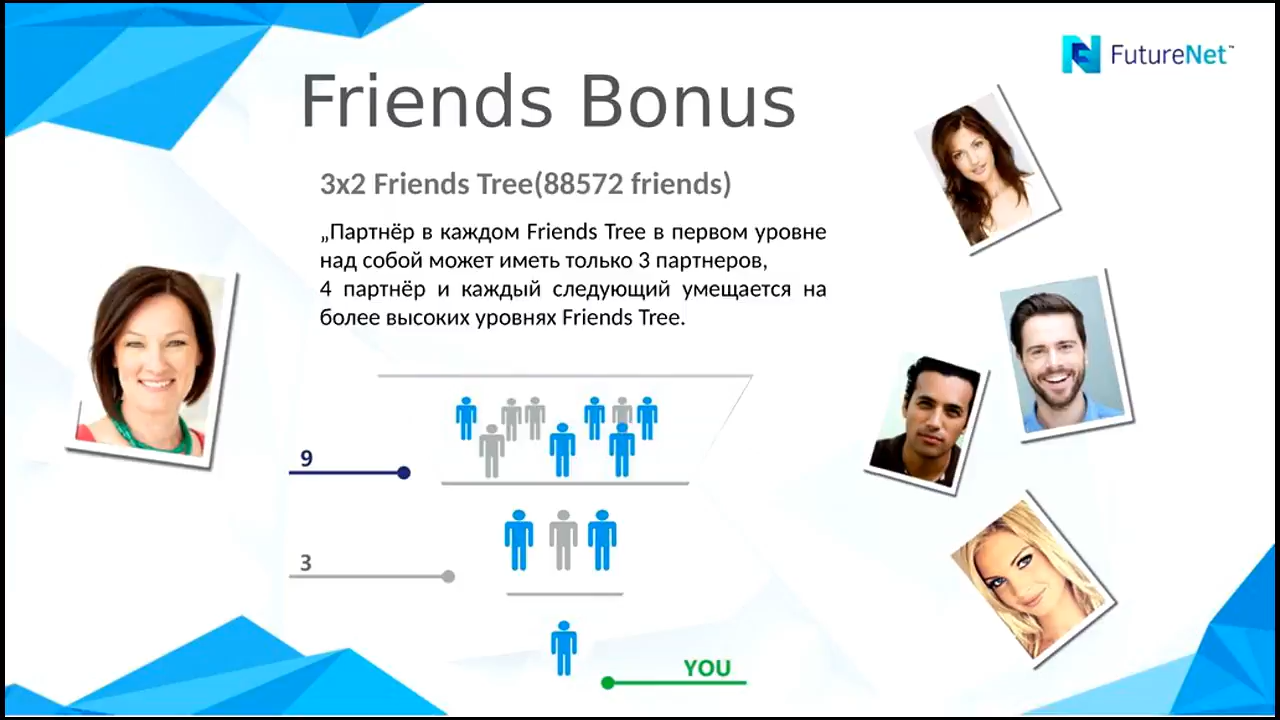 FutureNet™
Friends Bonus
3x2 Friends Tree(88572 friends)
„Партнёр в каждом Friends Tree в первом уровне
над собой может иметь только 3 партнеров,
4 партнёр и каждый следующий умещается на
более высоких уровнях Friends Tree.
9
3
YOU